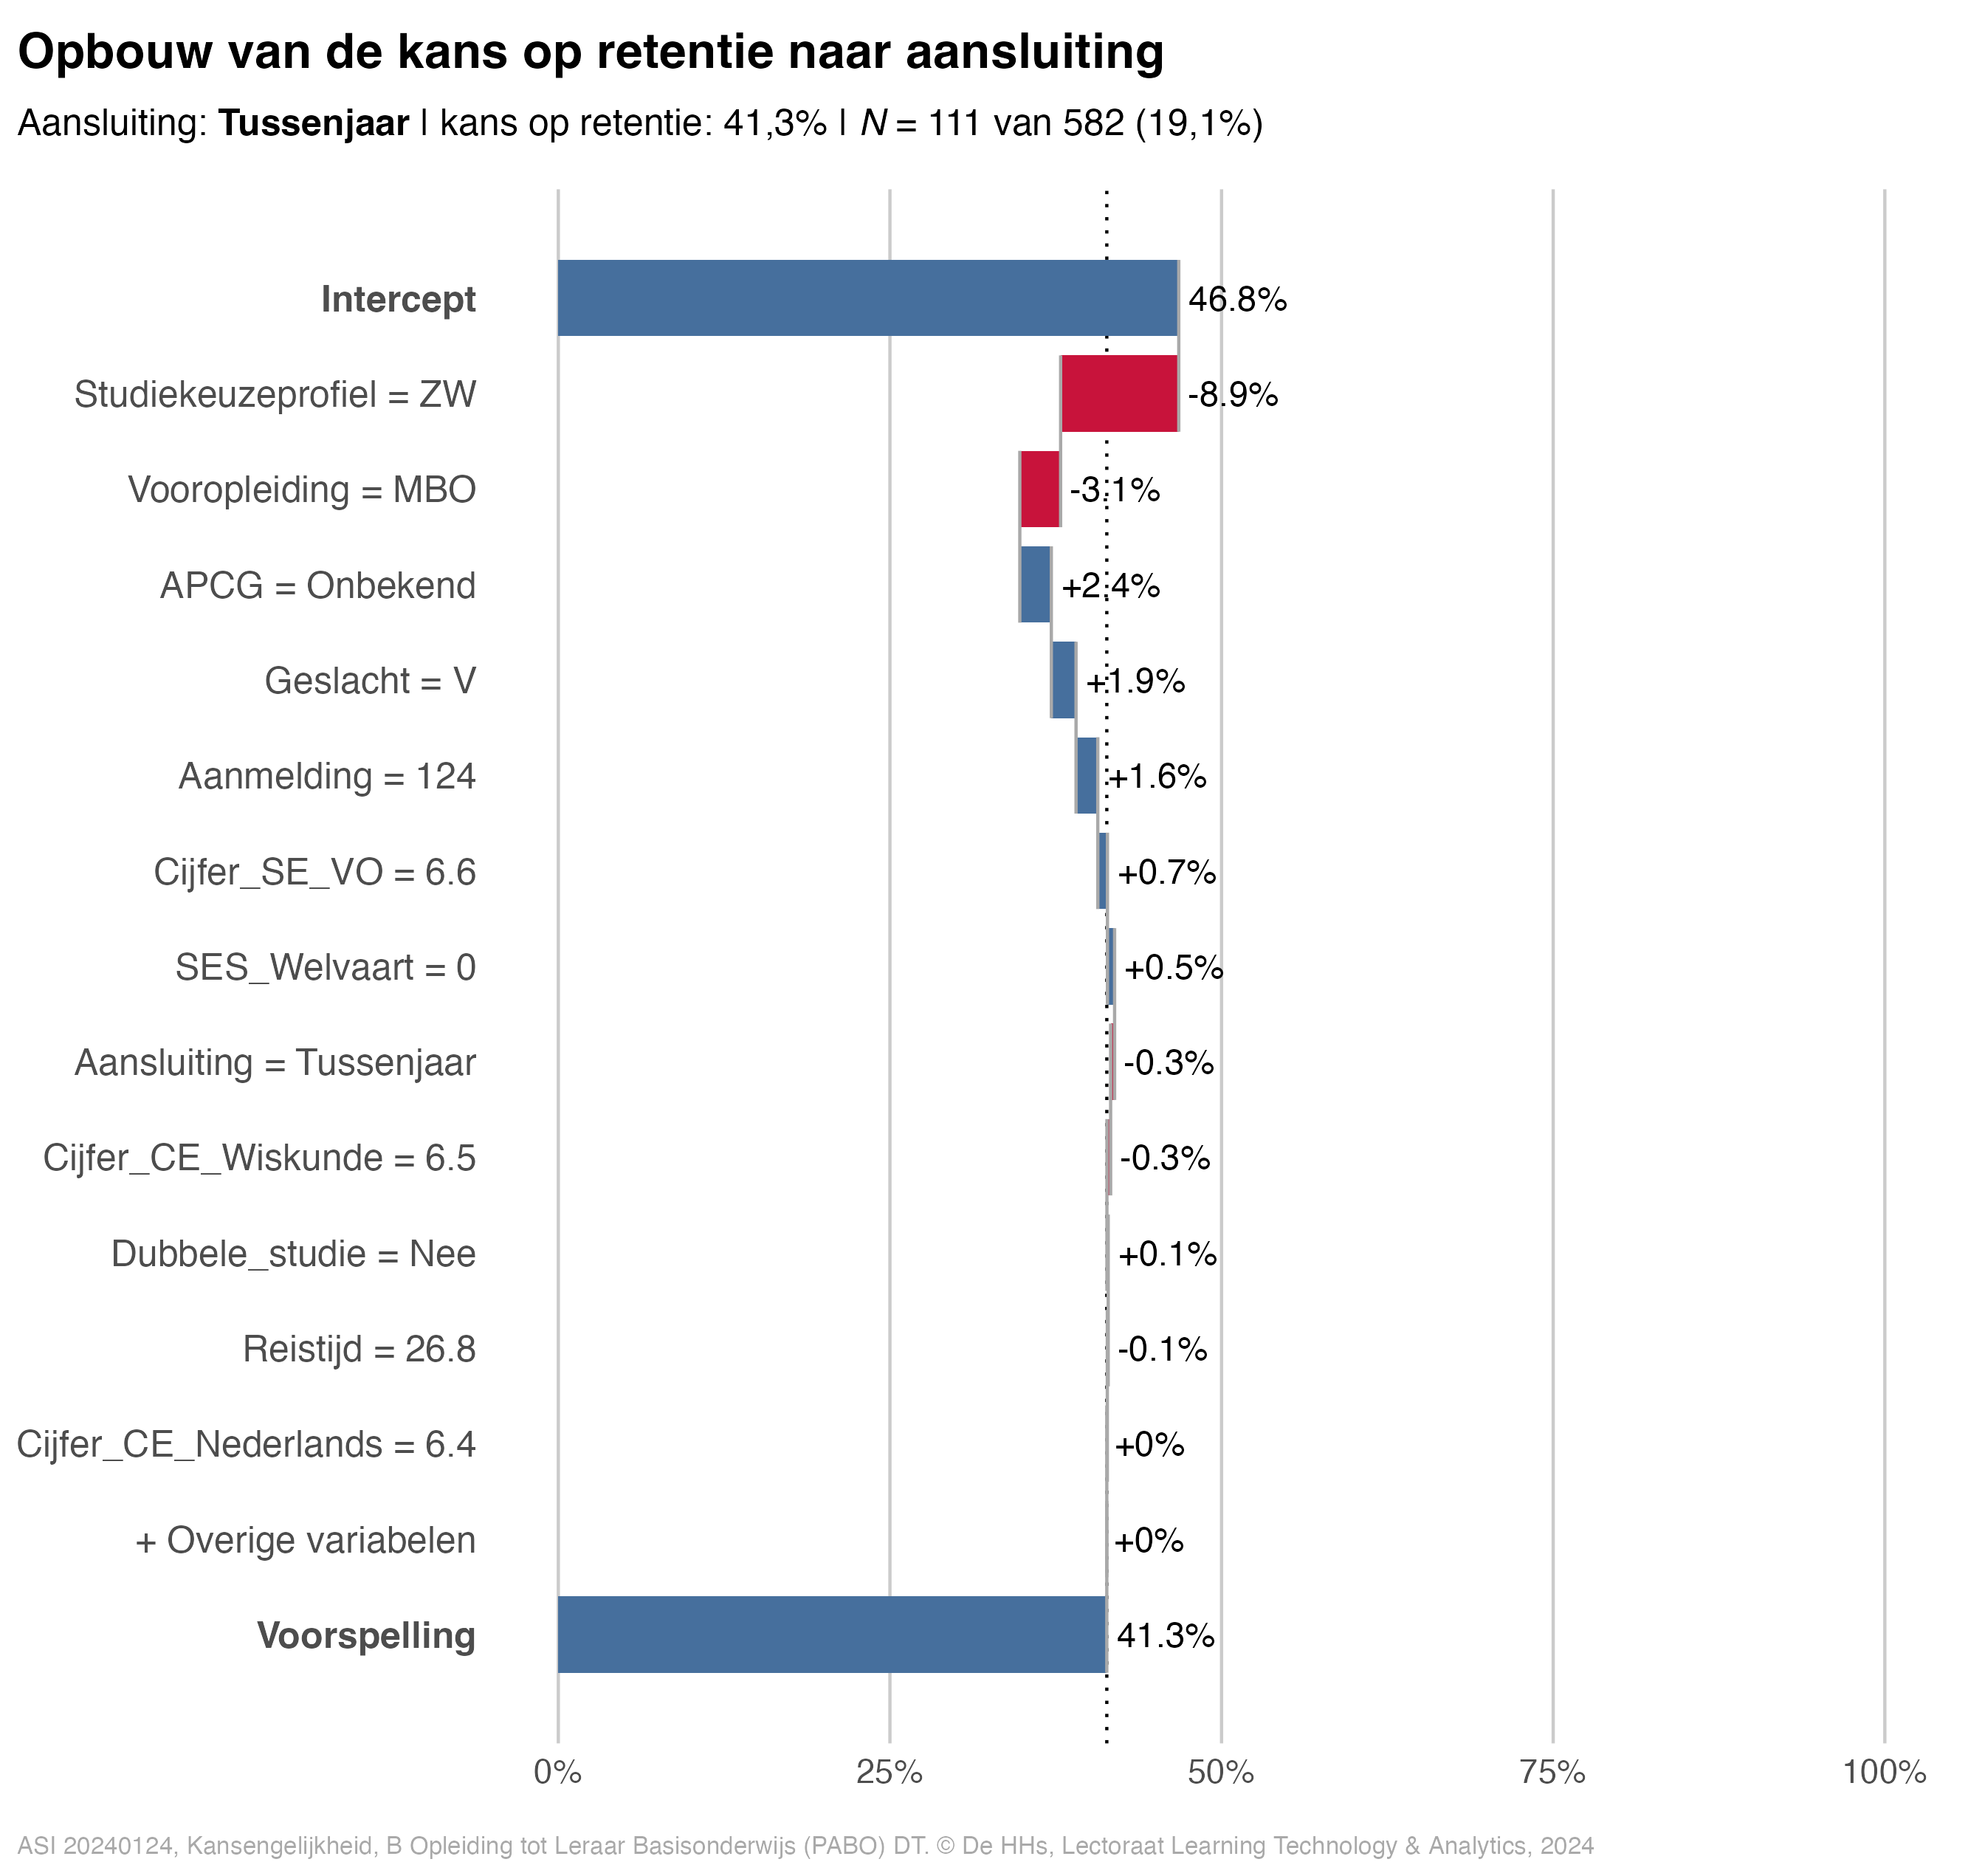 Opbouw van de kans op retentie naar aansluiting
Aansluiting: Tussenjaar | kans op retentie: 41,3% | N = 111 van 582 (19,1%)
Intercept 46.8%
Studiekeuzeprofiel = ZW -8.9%
Vooropleiding = MBO -3.1%
APCG = Onbekend +2.4%
Geslacht = V +1.9%
Aanmelding = 124 +1.6%
Cijfer_SE_VO = 6.6 +0.7%
SES_Welvaart = 0 +0.5%
Aansluiting = Tussenjaar -0.3%
Cijfer_CE_Wiskunde = 6.5 -0.3%
Dubbele_studie = Nee +0.1%
Reistijd = 26.8 -0.1%
Cijfer_CE_Nederlands = 6.4 +0%
+ Overige variabelen +0%
Voorspelling 41.3%
0% 25% 50% 75% 100%
ASI 20240124, Kansengelijkheid, B Opleiding tot Leraar Basisonderwijs (PABO) DT. © De HHs, Lectoraat Learning Technology & Analytics, 2024